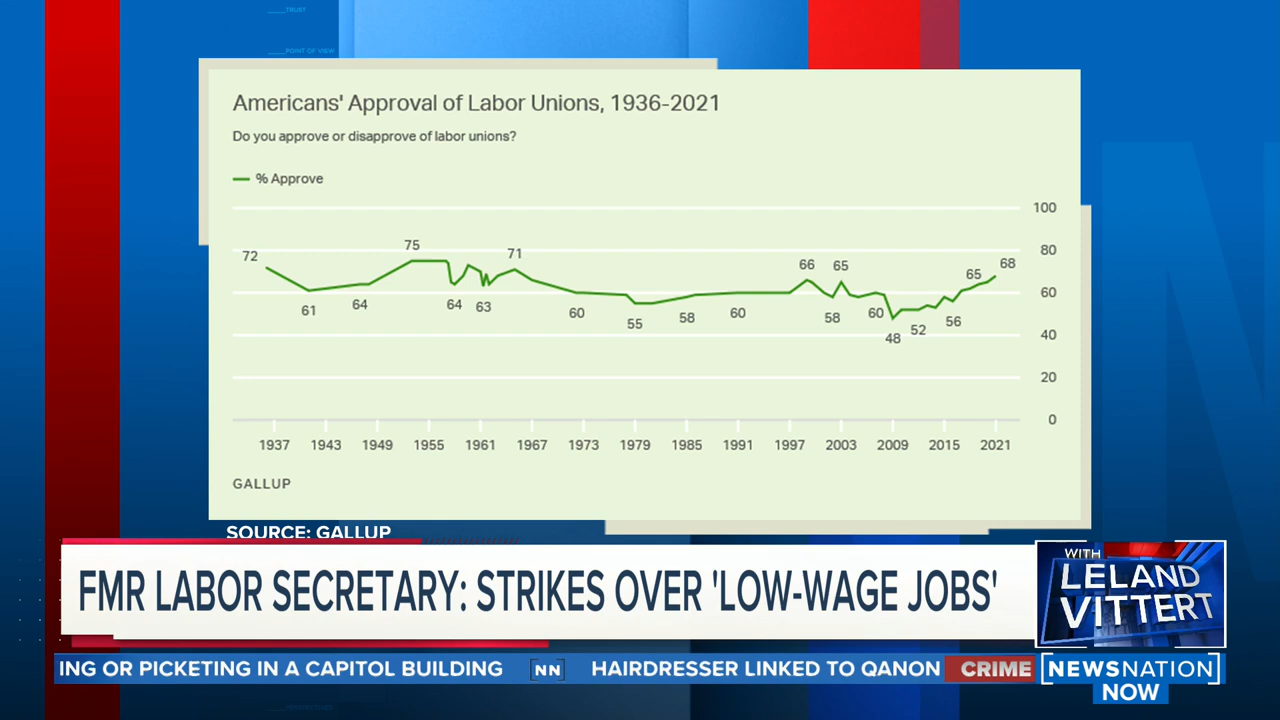 TRUST
POINT OF VIEW
Americans' Approval of Labor Unions, 1936-2021
Do you approve or disapprove of labor unions?
% Approve
100
80
60
40
20
0
72
61
64
75
64
63
71
60
55
58
60
66
58
65
60
48
52
56
65
68
1937 1943 1949 1955 1961 1967 1973 1979 1985 1991 1997 2003 2009 2015 2021
GALLUP
SOURCE: GALLUP
FMR LABOR SECRETARY: STRIKES OVER 'LOW-WAGE JOBS'
WITH
LELAND
VITTERT
ING OR PICKETING IN A CAPITOL BUILDING NN HAIRDRESSER LINKED TO QANON CRIME
NEWSNATION
NOW